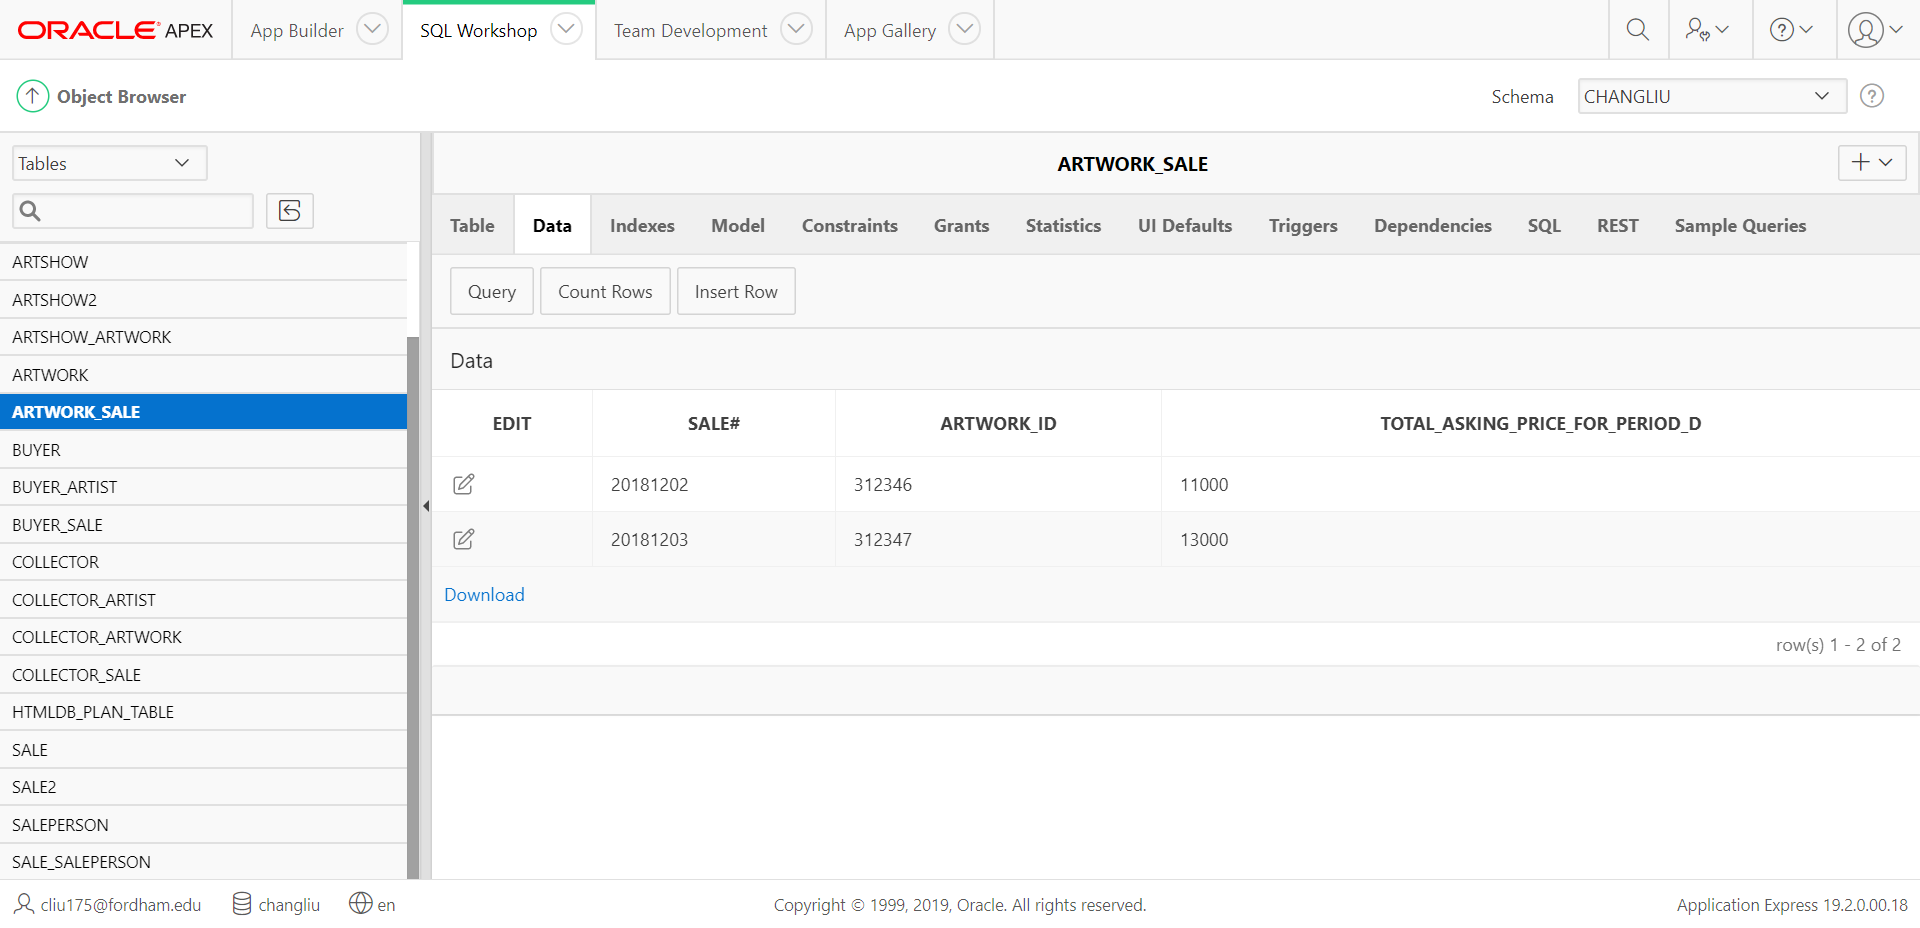 ORACLE® APEX App Builder SQL Workshop Team Development App Gallery
Object Browser Schema CHANGLIU
Tables
ARTWORK_SALE
Table Data Indexes Model Constraints Grants Statistics UI Defaults Triggers Dependencies SQL REST Sample Queries
Query Count Rows Insert Row
Data
EDIT SALE# ARTWORK_ID TOTAL_ASKING_PRICE_FOR_PERIOD_D
20181202 312346 11000
20181203 312347 13000
Download
row(s) 1 - 2 of 2
ARTSHOW
ARTSHOW2
ARTSHOW_ARTWORK
ARTWORK
ARTWORK_SALE
BUYER
BUYER_ARTIST
BUYER_SALE
COLLECTOR
COLLECTOR_ARTIST
COLLECTOR_ARTWORK
COLLECTOR_SALE
HTMLDB_PLAN_TABLE
SALE
SALE2
SALEPERSON
SALE_SALEPERSON
cliu175@fordham.edu changliu en Copyright © 1999, 2019, Oracle. All rights reserved. Application Express 19.2.0.00.18